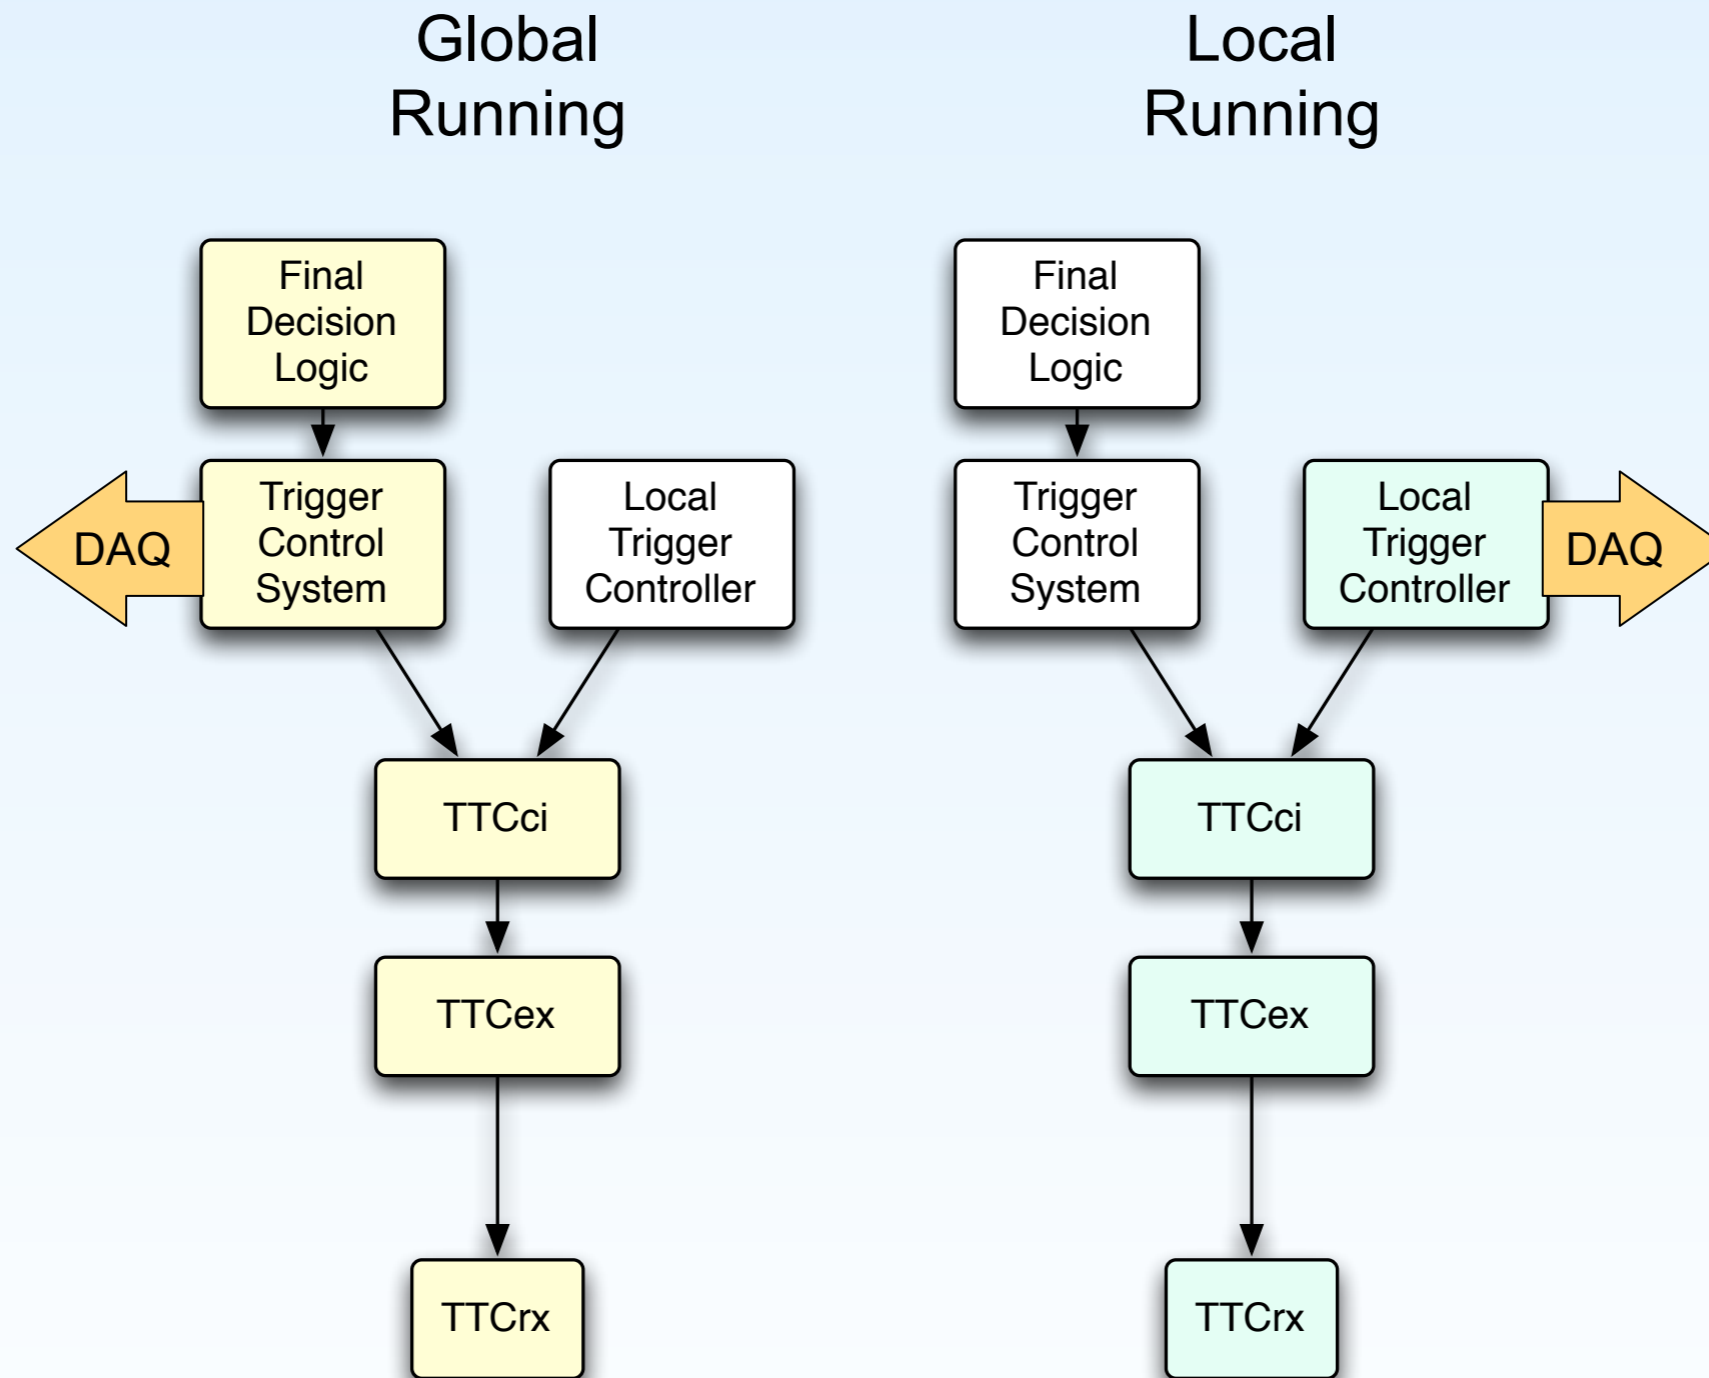 Global
Running
Final
Decision
Logic
DAQ
Trigger
Control
System
Local
Trigger
Controller
TTCci
TTCex
TTCrx
Local
Running
Final
Decision
Logic
Trigger
Control
System
Local
Trigger
Controller
DAQ
TTCci
TTCex
TTCrx